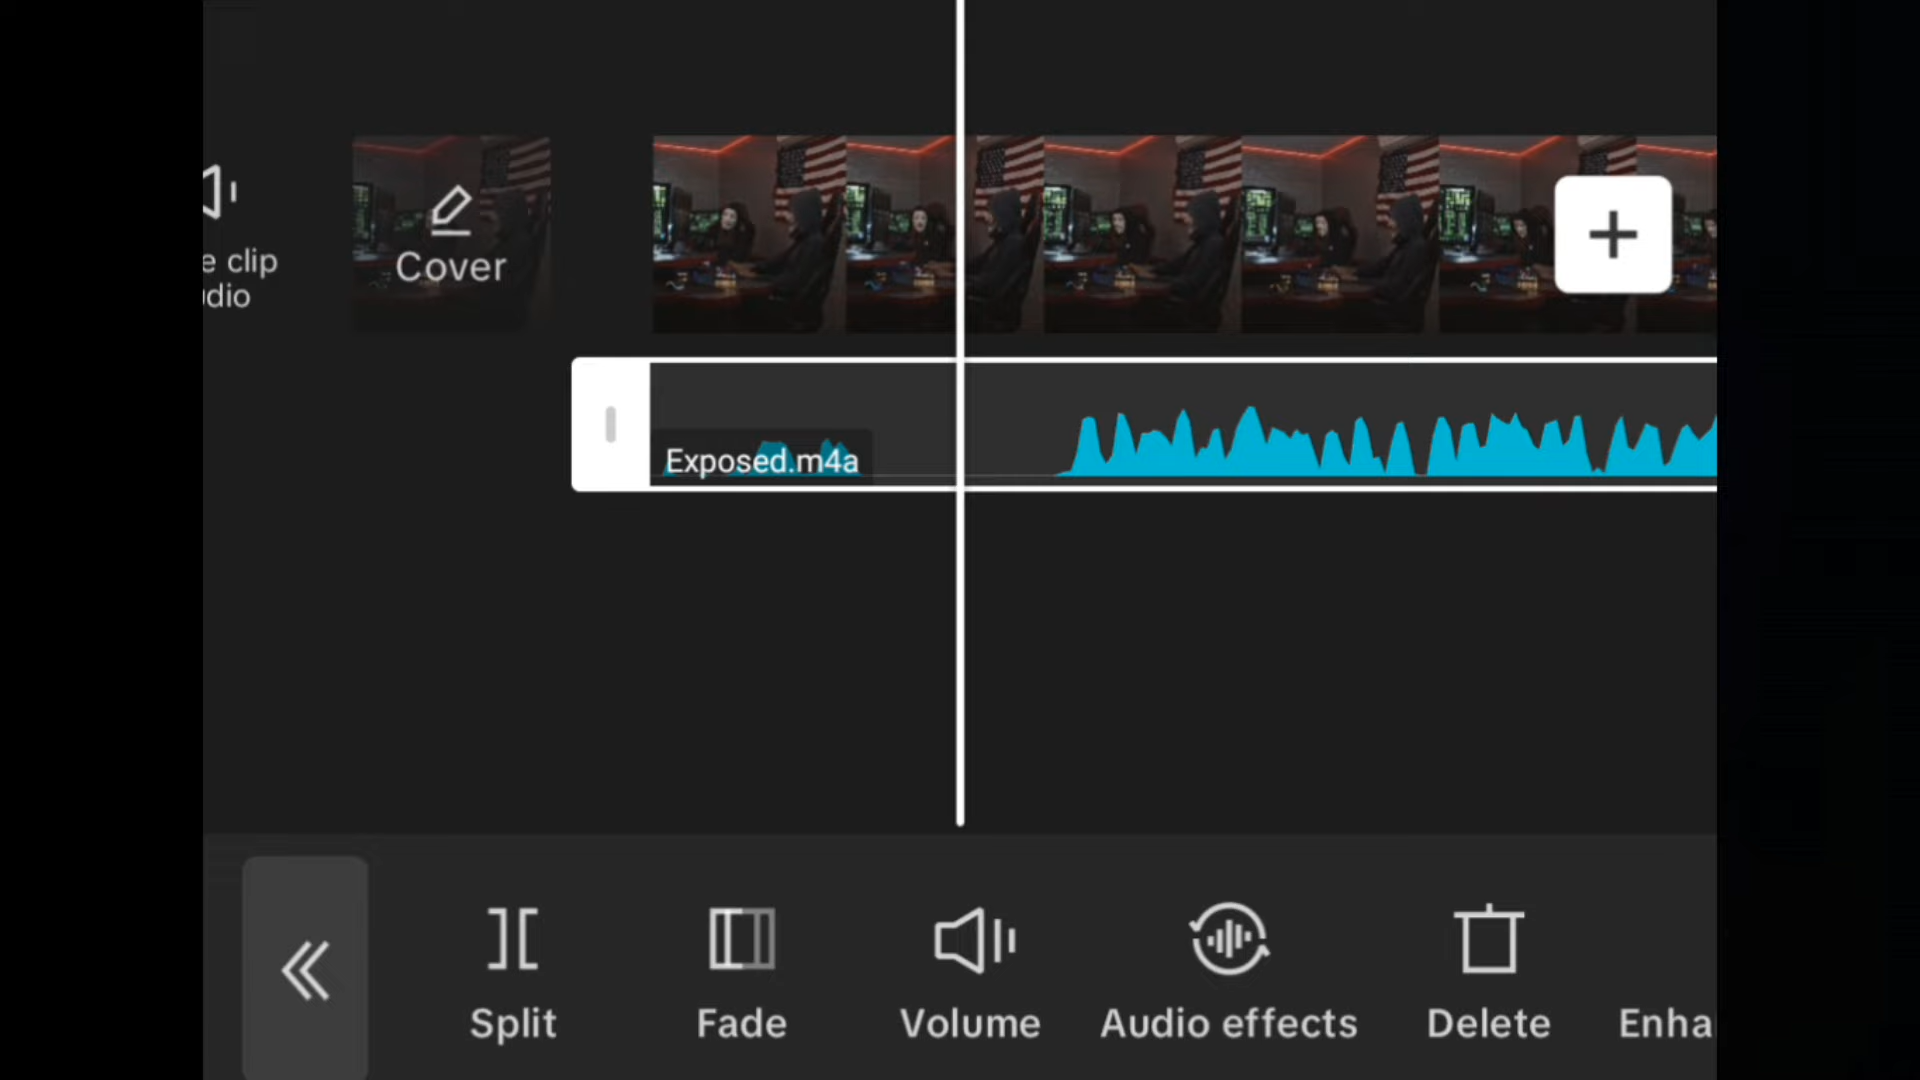 e clip
dio
Cover
Exposed.m4a
Split
Fade
Volume
Audio effects
Delete
Enha